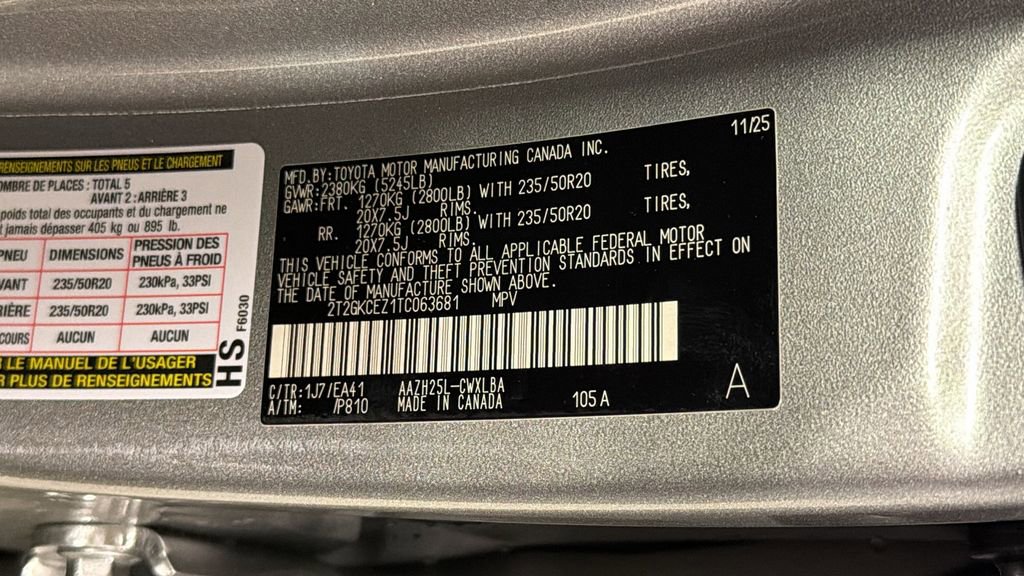 RENSEIGNEMENTS SUR LES PNEUS ET LE CHARGEMENT
OMBRE DE PLACES : TOTAL 5
AVANT 2 : ARRIÈRE 3
poids total des occupants et du chargement ne
t jamais dépasser 405 kg ou 895 lb.
PNEU DIMENSIONS PRESSION DES PNEUS À FROID
VANT 235/50R20 230kPa, 33PSI
RIÈRE 235/50R20 230kPa, 33PSI
COURS AUCUN AUCUN
LE MANUEL DE L'USAGER
R PLUS DE RENSEIGNEMENTS
HS F6030
11/25
MFD.BY:TOYOTA MOTOR MANUFACTURING CANADA INC.
GVWR:2380KG (5245LB)
GAWR:FRT. 1270KG (2800LB) WITH 235/50R20 TIRES,
20X7.5J RIMS.
RR. 1270KG (2800LB) WITH 235/50R20 TIRES,
20X7.5J RIMS.
THIS VEHICLE CONFORMS TO ALL APPLICABLE FEDERAL MOTOR
VEHICLE SAFETY AND THEFT PREVENTION STANDARDS IN EFFECT ON
THE DATE OF MANUFACTURE SHOWN ABOVE.
2T2GKCEZ1TC063681 MPV
C/TR:1J7/EA41 AAZH25L-CWXLBA
A/TM: /P810 MADE IN CANADA 105 A
A